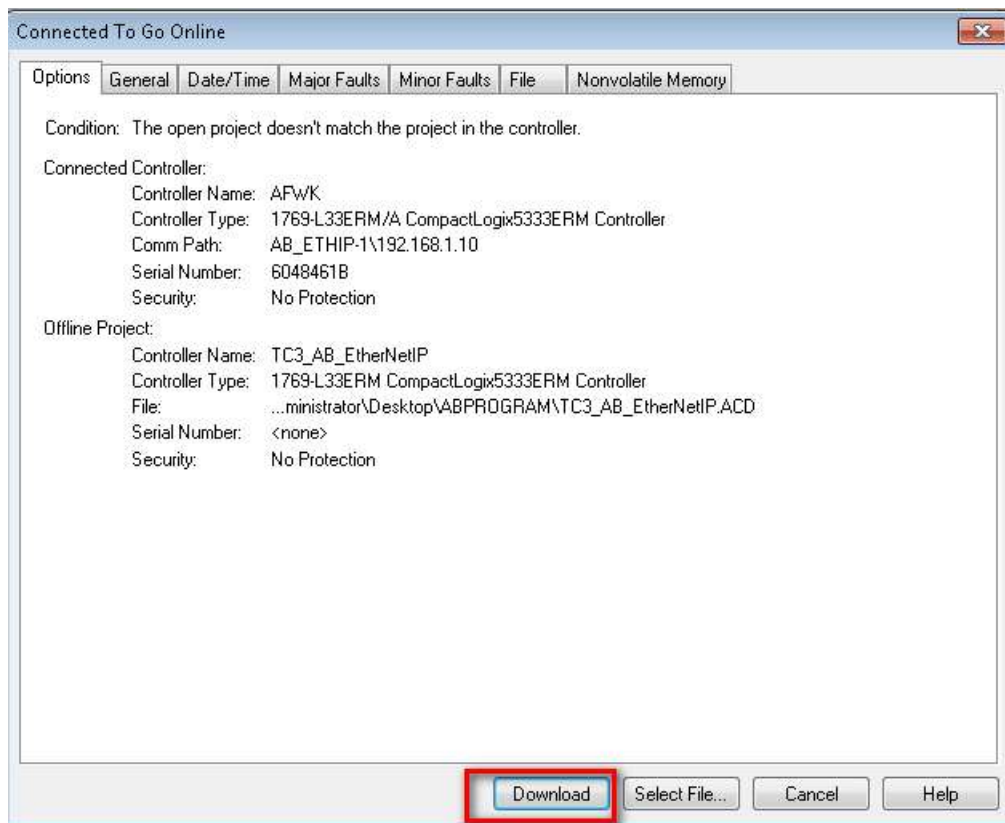 Connected To Go Online
Options General Date/Time Major Faults Minor Faults File Nonvolatile Memory
Condition: The open project doesn't match the project in the controller.
Connected Controller:
Controller Name: AFWK
Controller Type: 1769-L33ERM/A CompactLogix5333ERM Controller
Comm Path: AB_ETHIP-1\192.168.1.10
Serial Number: 6048461B
Security: No Protection
Offline Project:
Controller Name: TC3_AB_EtherNetIP
Controller Type: 1769-L33ERM CompactLogix5333ERM Controller
File: ...ministrator\Desktop\ABPROGRAM\TC3_AB_EtherNetIP.ACD
Serial Number: <none>
Security: No Protection
Download Select File... Cancel Help